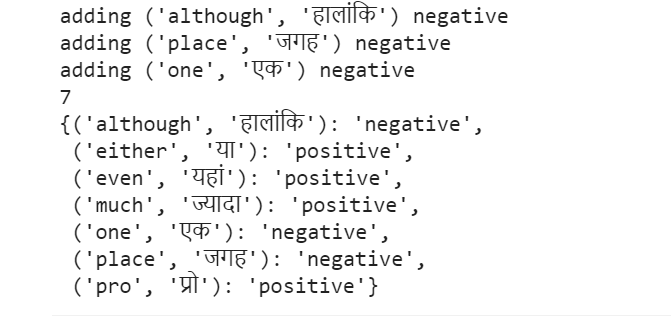 adding ('although', 'हालांकि') negative
adding ('place', 'जगह') negative
adding ('one', 'एक') negative
7
{('although', 'हालांकि'): 'negative',
('either', 'या'): 'positive',
('even', 'यहां'): 'positive',
('much', 'ज्यादा'): 'positive',
('one', 'एक'): 'negative',
('place', 'जगह'): 'negative',
('pro', 'प्रो'): 'positive'}